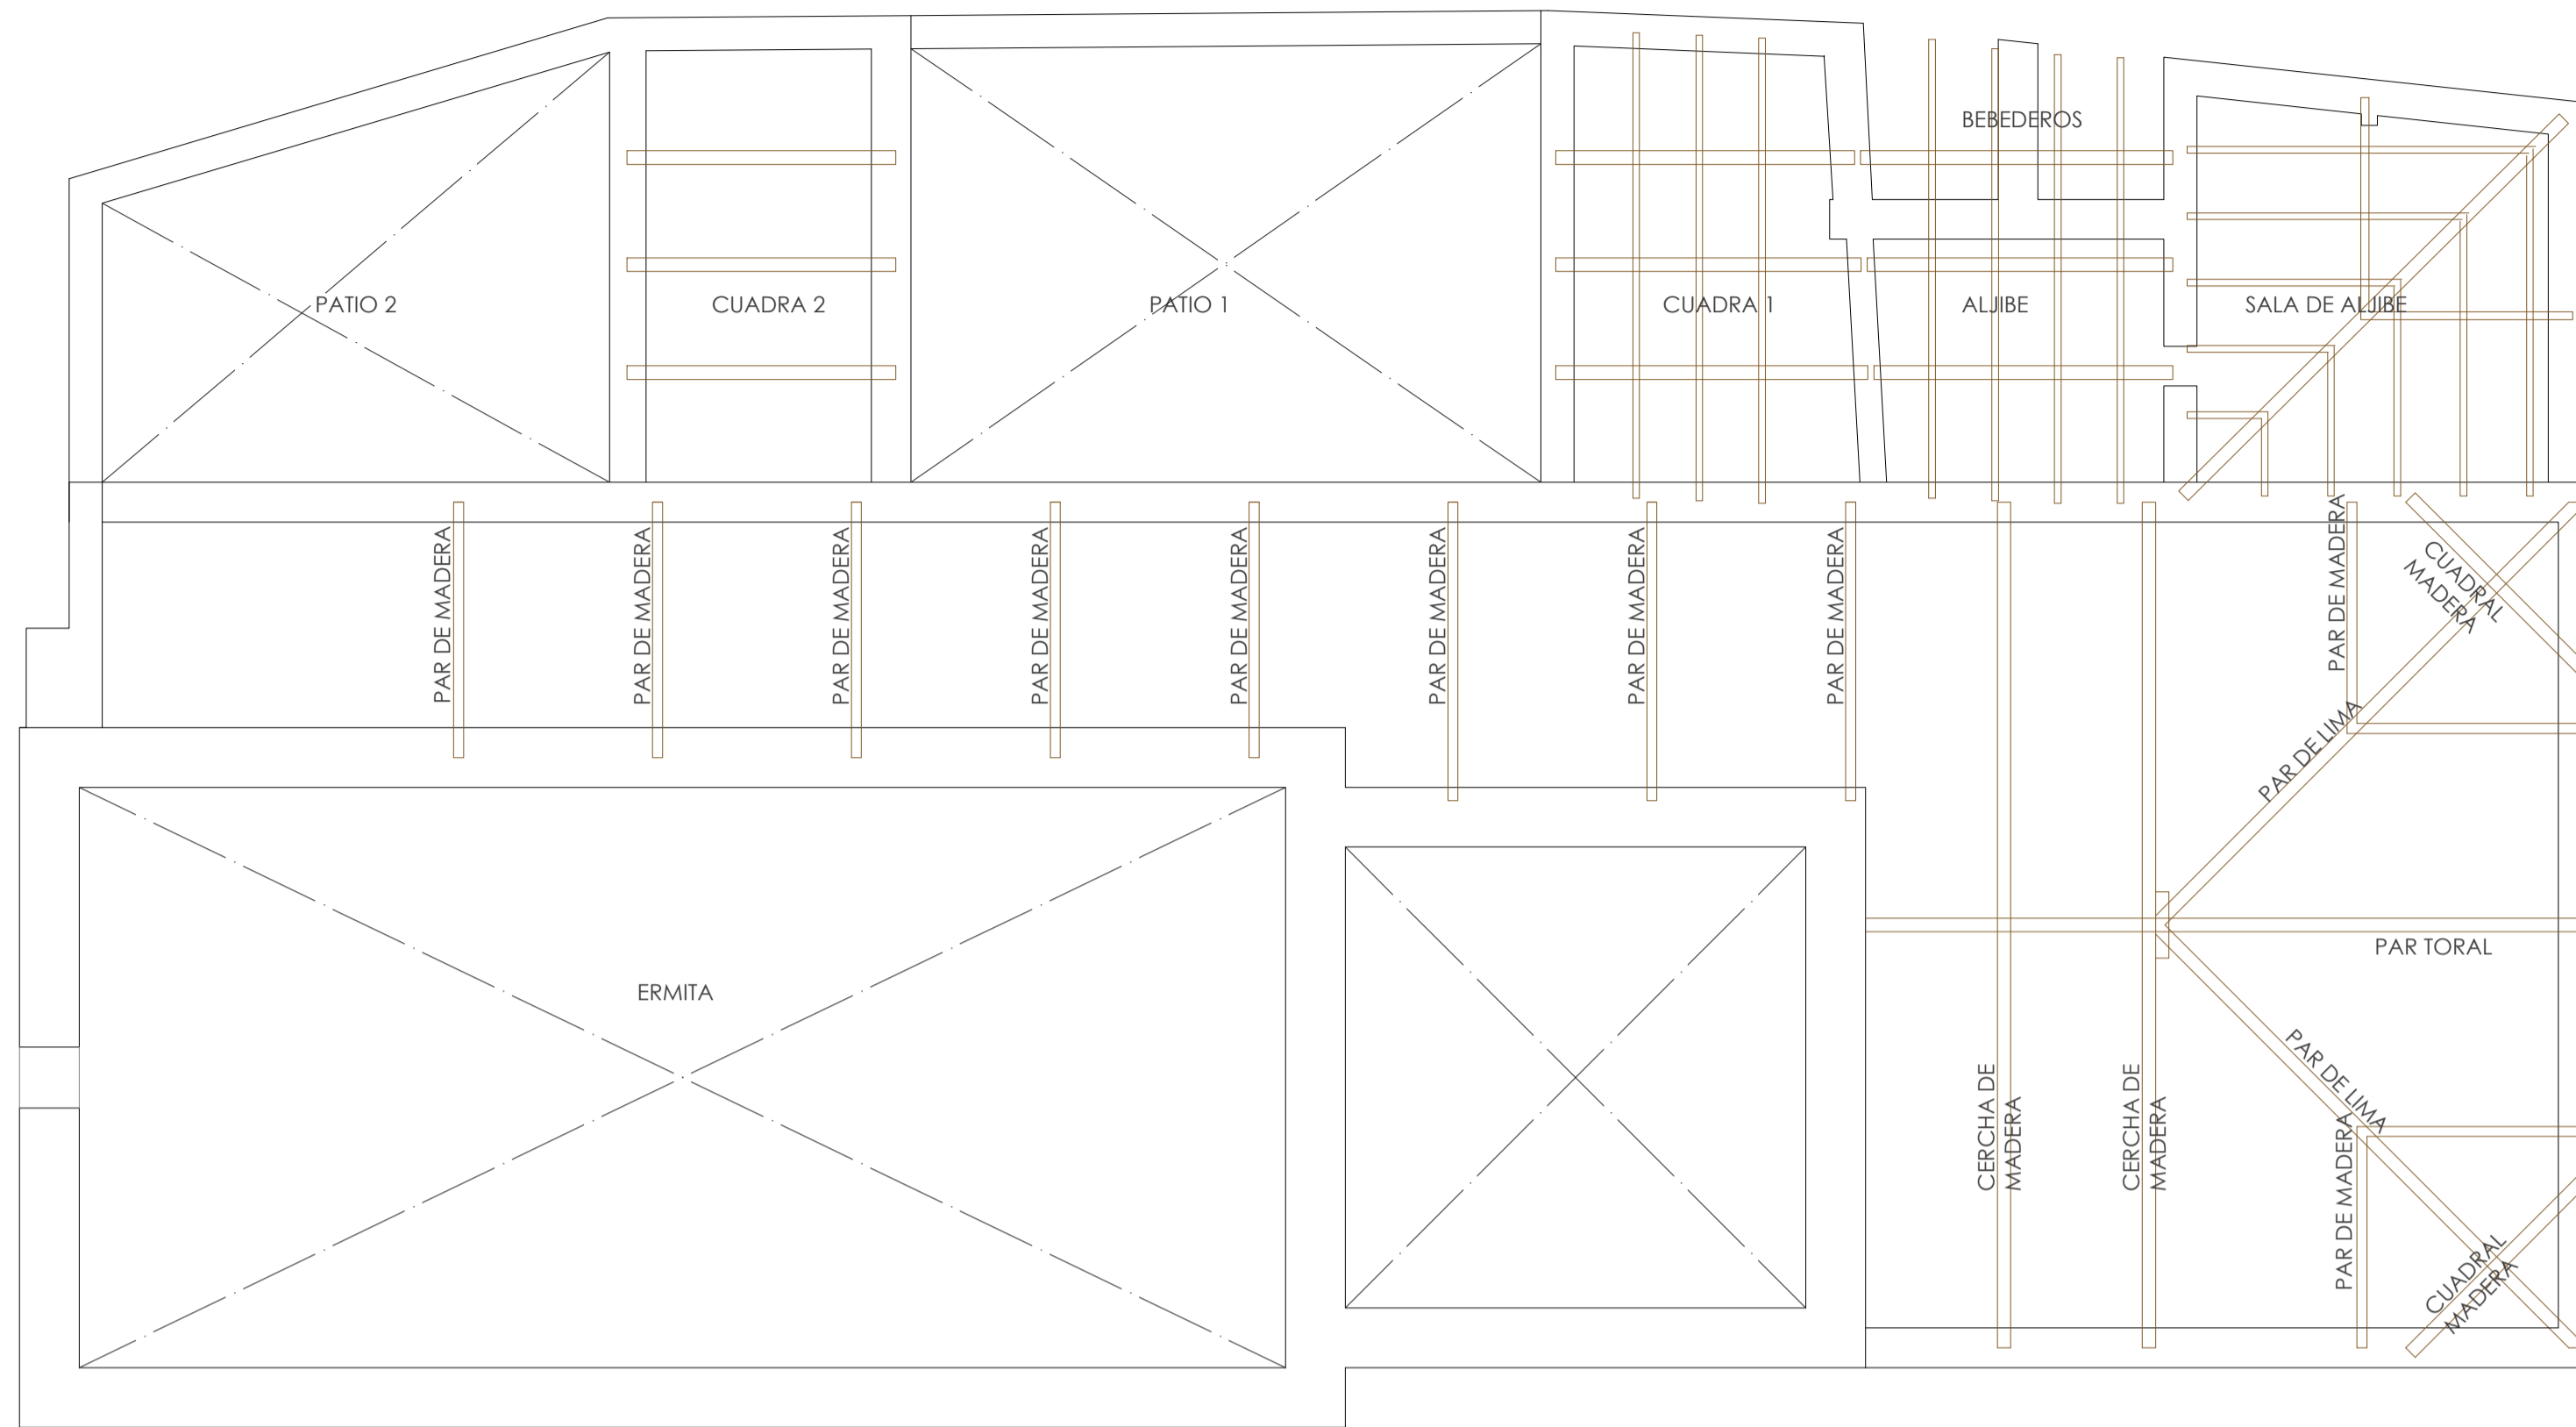 BEBEDEROS
PATIO 2
CUADRA 2
PATIO 1
CUADRA 1
ALJIBE
SALA DE ALJIBE
PAR DE MADERA
PAR DE MADERA
PAR DE MADERA
PAR DE MADERA
PAR DE MADERA
PAR DE MADERA
PAR DE MADERA
PAR DE MADERA
PAR DE MADERA
CUADRAL
MADERA
PAR DE LIMA
PAR TORAL
ERMITA
CERCHA DE
MADERA
CERCHA DE
MADERA
PAR DE LIMA
PAR DE MADERA
CUADRAL
MADERA